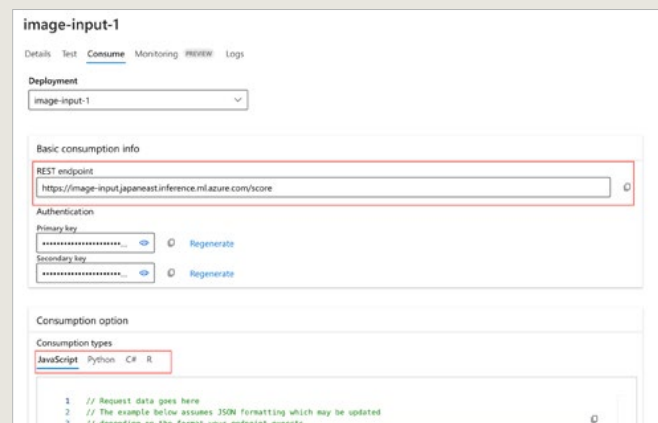 image-input-1
Details Test Consume Monitoring PREVIEW Logs
Deployment
image-input-1
Basic consumption info
REST endpoint
https://image-input.japaneast.inference.ml.azure.com/score
Authentication
Primary key
Regenerate
Secondary key
Regenerate
Consumption option
Consumption types
JavaScript Python C# R
1 // Request data goes here
2 // The example below assumes JSON formatting which may be updated